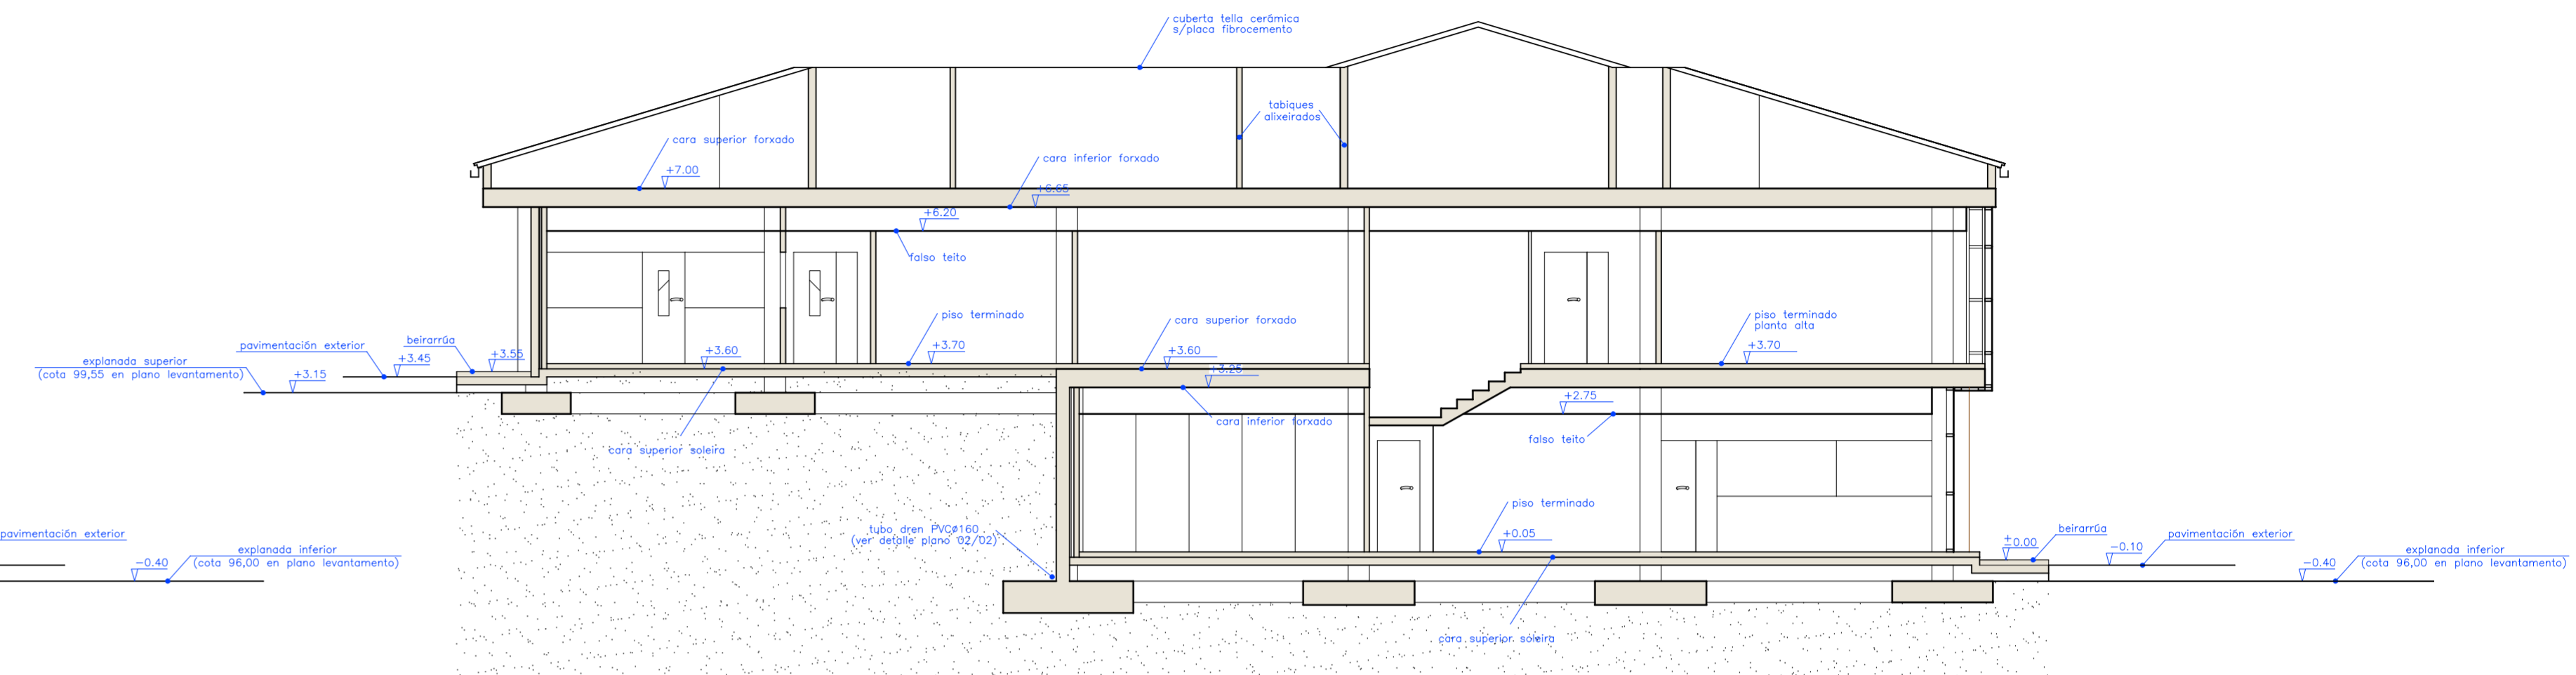 cuberta tella cerámica
s/placa fibrocemento
tabiques
alixeirados
cara superior forxado
+7.00
cara inferior forxado
+6.65
+6.20
falso teito
piso terminado
+3.70
cara superior forxado
+3.60
+3.25
cara inferior forxado
piso terminado
planta alta
+3.70
beirarrúa
+3.55
+3.60
pavimentación exterior
+3.45
explanada superior
(cota 99,55 en plano levantamento)
+3.15
cara superior soleira
+2.75
falso teito
piso terminado
+0.05
tubo dren PVCø160
(ver detalle plano 02/02)
pavimentación exterior
explanada inferior
(cota 96,00 en plano levantamento)
−0.40
±0.00
beirarrúa
−0.10
pavimentación exterior
−0.40
explanada inferior
(cota 96,00 en plano levantamento)
cara superior soleira